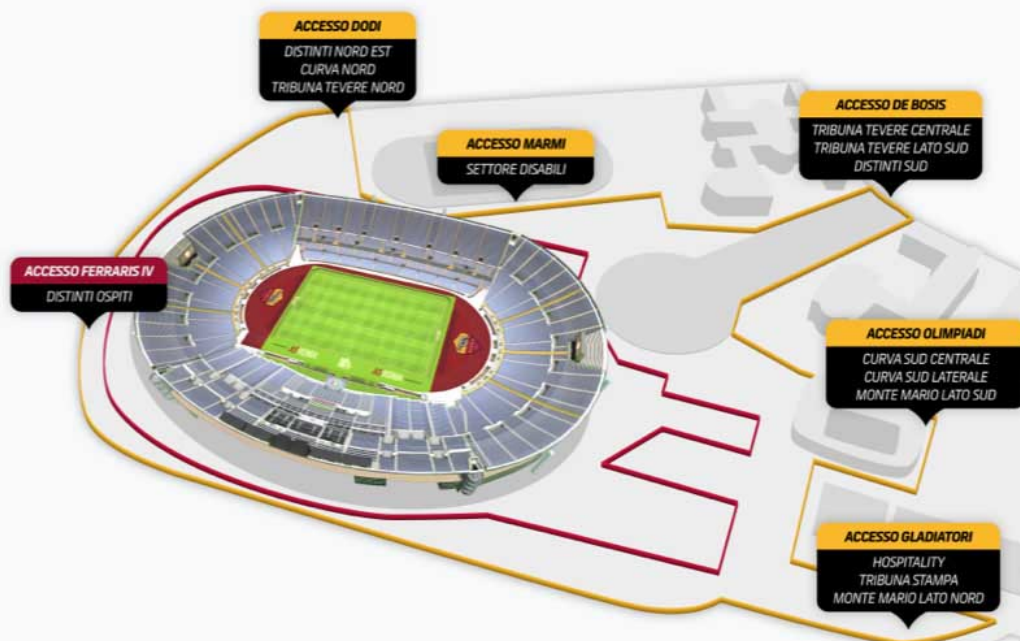 ACCESSO DODI
DISTINTI NORD EST
CURVA NORD
TRIBUNA TEVERE NORD
ACCESSO MARMI
SETTORE DISABILI
ACCESSO DE BOSIS
TRIBUNA TEVERE CENTRALE
TRIBUNA TEVERE LATO SUD
DISTINTI SUD
ACCESSO FERRARIS IV
DISTINTI OSPITI
ACCESSO OLIMPIADI
CURVA SUD CENTRALE
CURVA SUD LATERALE
MONTE MARIO LATO SUD
ACCESSO GLADIATORI
HOSPITALITY
TRIBUNA STAMPA
MONTE MARIO LATO NORD